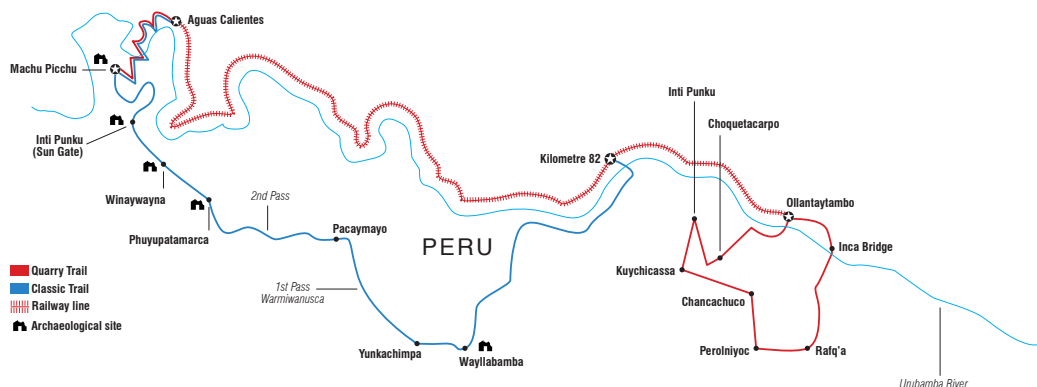 Aguas Calientes
Machu Picchu
Inti Punku
(Sun Gate)
Winaywayna
Phuyupatamarca
2nd Pass
Pacaymayo
1st Pass
Warmiwanusca
Yunkachimpa
Wayllabamba
PERU
Kilometre 82
Inti Punku
Choquetacarpo
Ollantaytambo
Inca Bridge
Kuychicassa
Chancachuco
Perolniyoc
Rafq'a
Urubamba River
Quarry Trail
Classic Trail
Railway line
Archaeological site